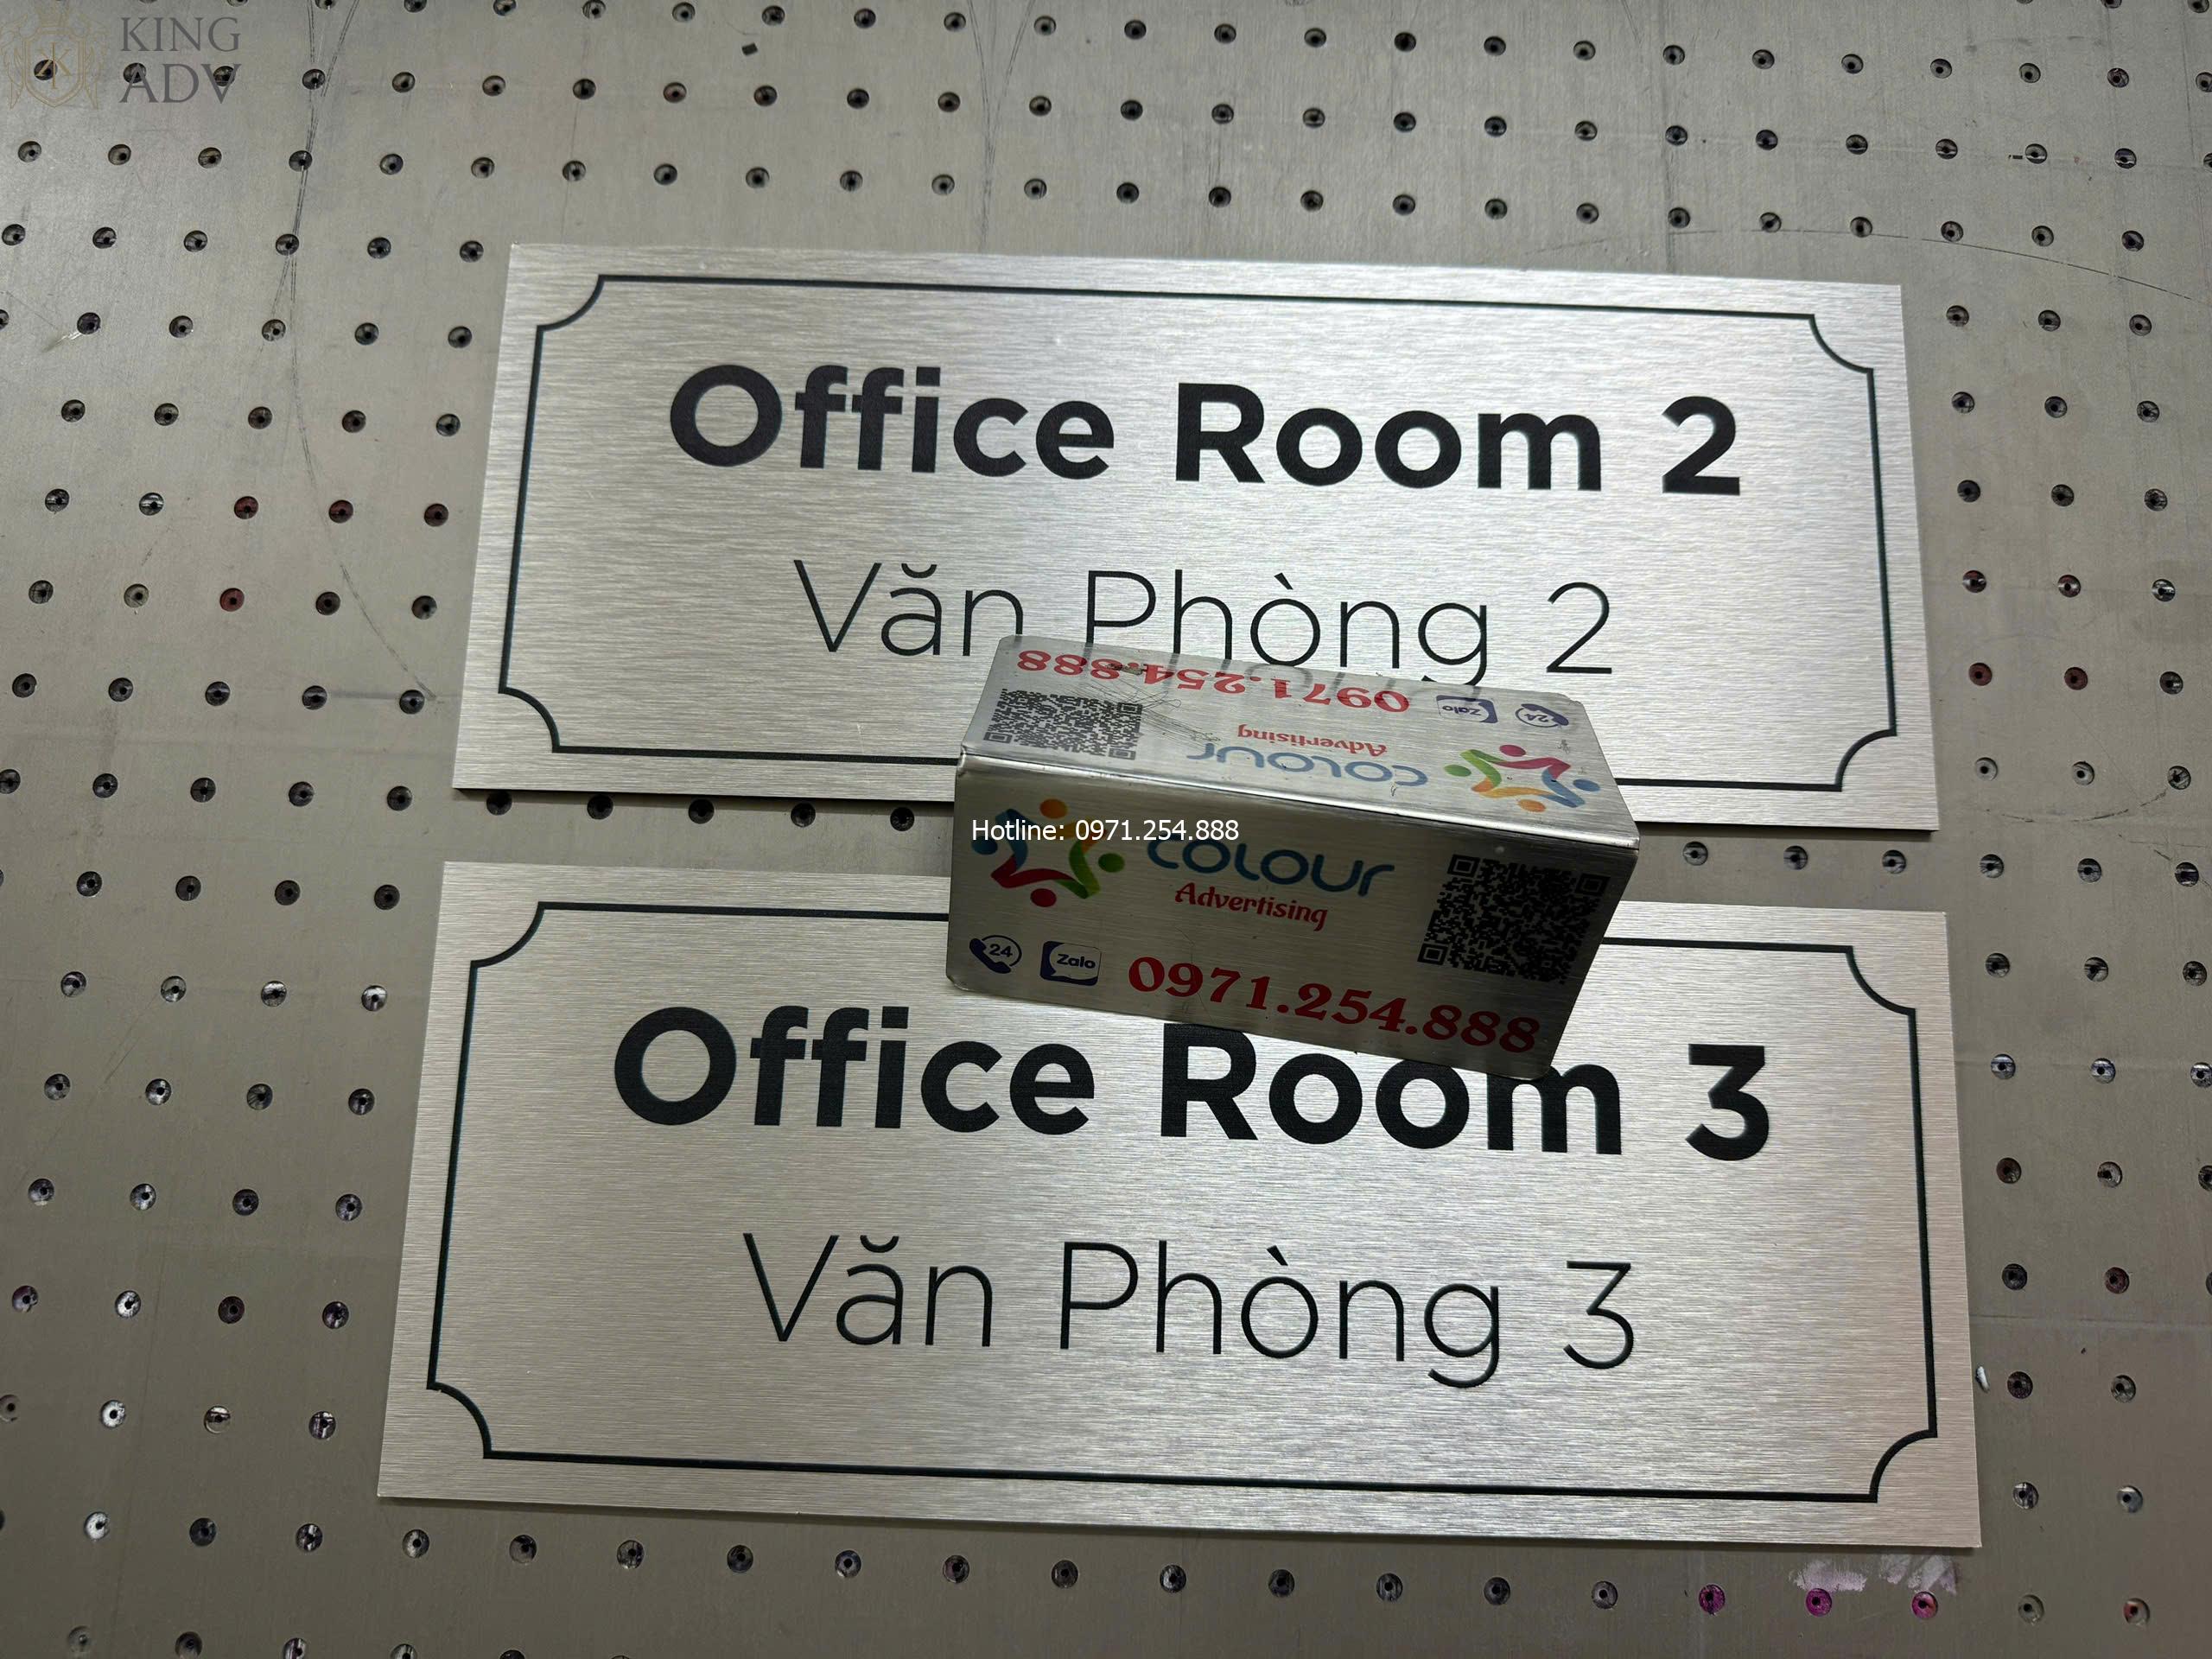 KING
ADV
Office Room 2
Văn Phòng 2
0971.254.888
Zalo
24
Advertising
COLOUR
Hotline: 0971.254.888
COLOUR
Advertising
24
Zalo
0971.254.888
Office Room 3
Văn Phòng 3